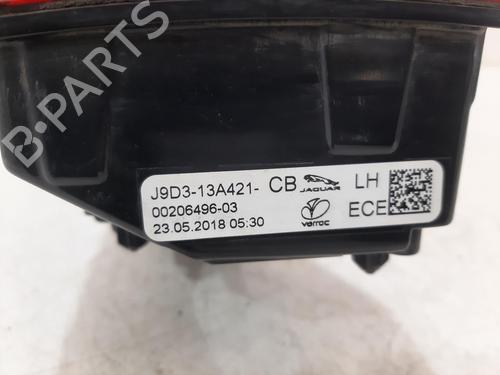 B-PARTS
J9D3-13A421- CB JAGUAR LH
00206496-03 varroc ECE
23.05.2018 05:30